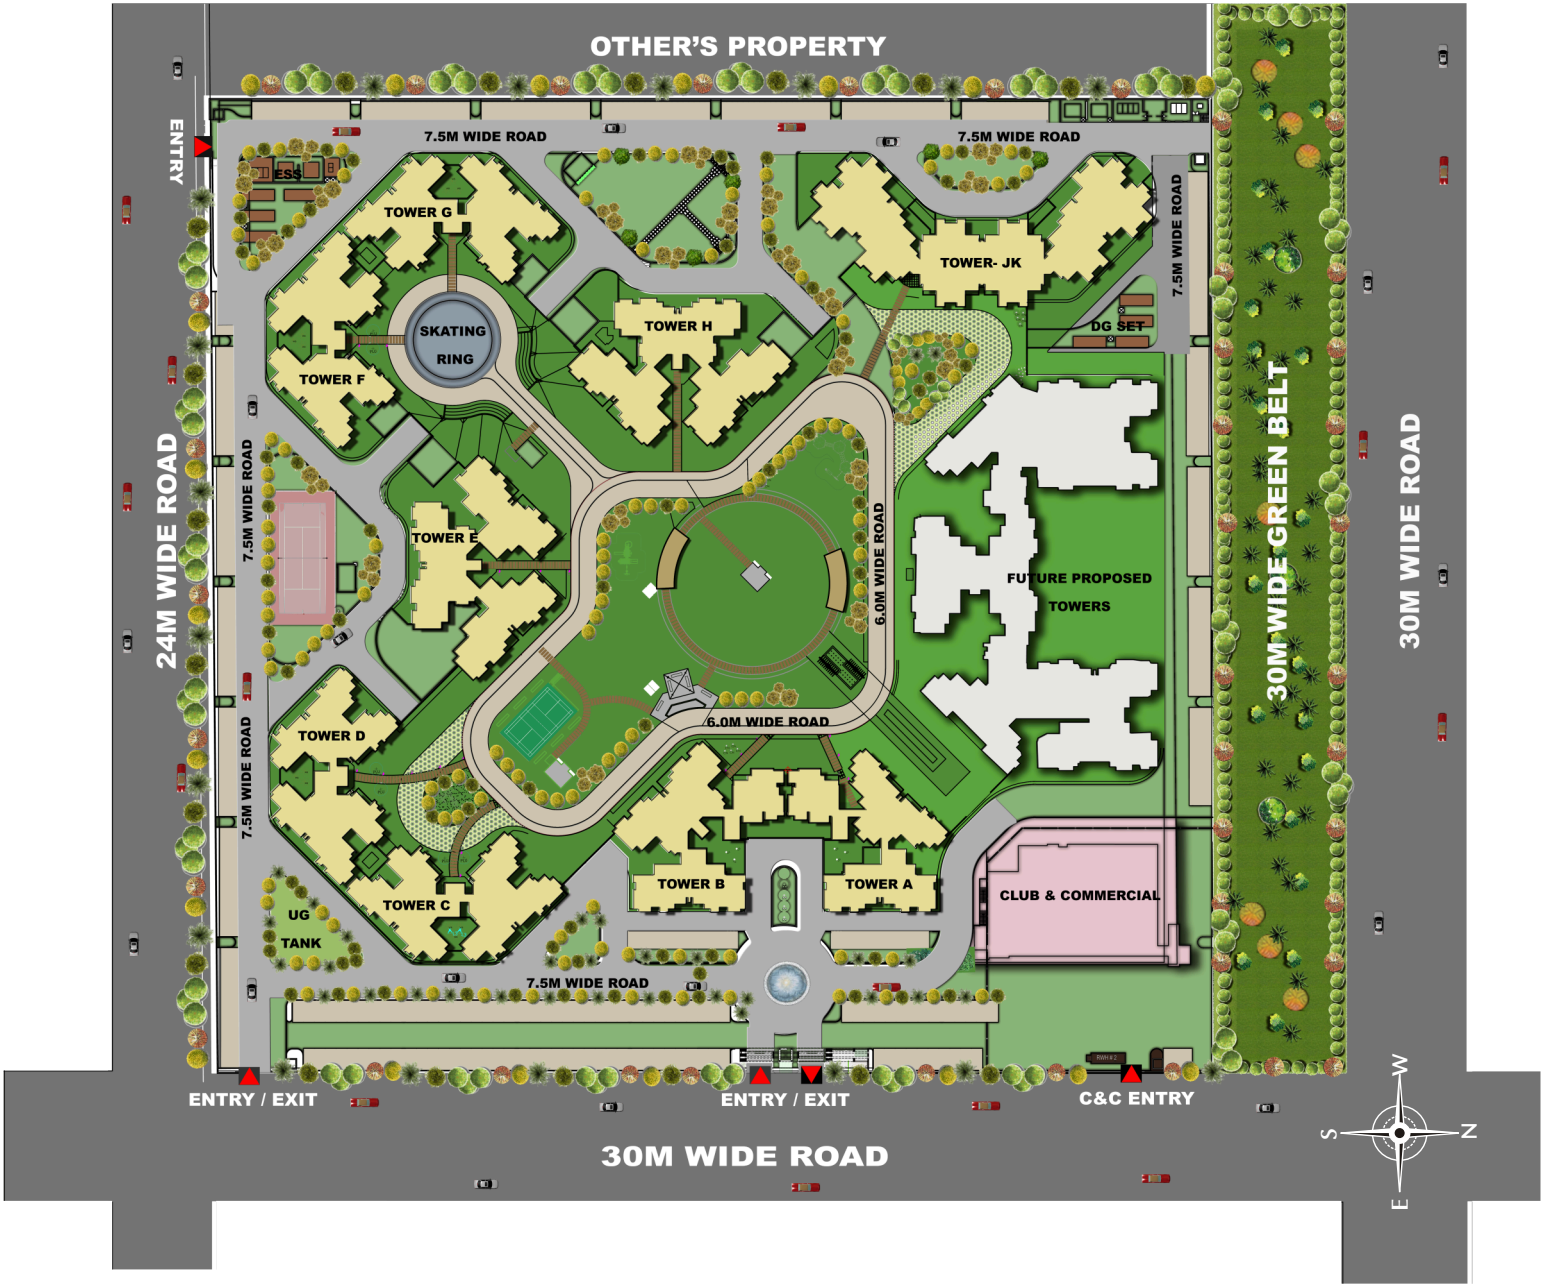 OTHER'S PROPERTY
ENTRY
7.5M WIDE ROAD
7.5M WIDE ROAD
ESS
7.5M WIDE ROAD
TOWER G
TOWER- JK
SKATING
RING
TOWER H
DG SET
TOWER F
24M WIDE ROAD
7.5M WIDE ROAD
TOWER E
6.0M WIDE ROAD
FUTURE PROPOSED
TOWERS
30M WIDE GREEN BELT
30M WIDE ROAD
TOWER D
7.5M WIDE ROAD
6.0M WIDE ROAD
TOWER C
TOWER B
TOWER A
CLUB & COMMERCIAL
UG
TANK
7.5M WIDE ROAD
RWH # 2
ENTRY / EXIT
ENTRY / EXIT
C&C ENTRY
30M WIDE ROAD
W
S
N
E